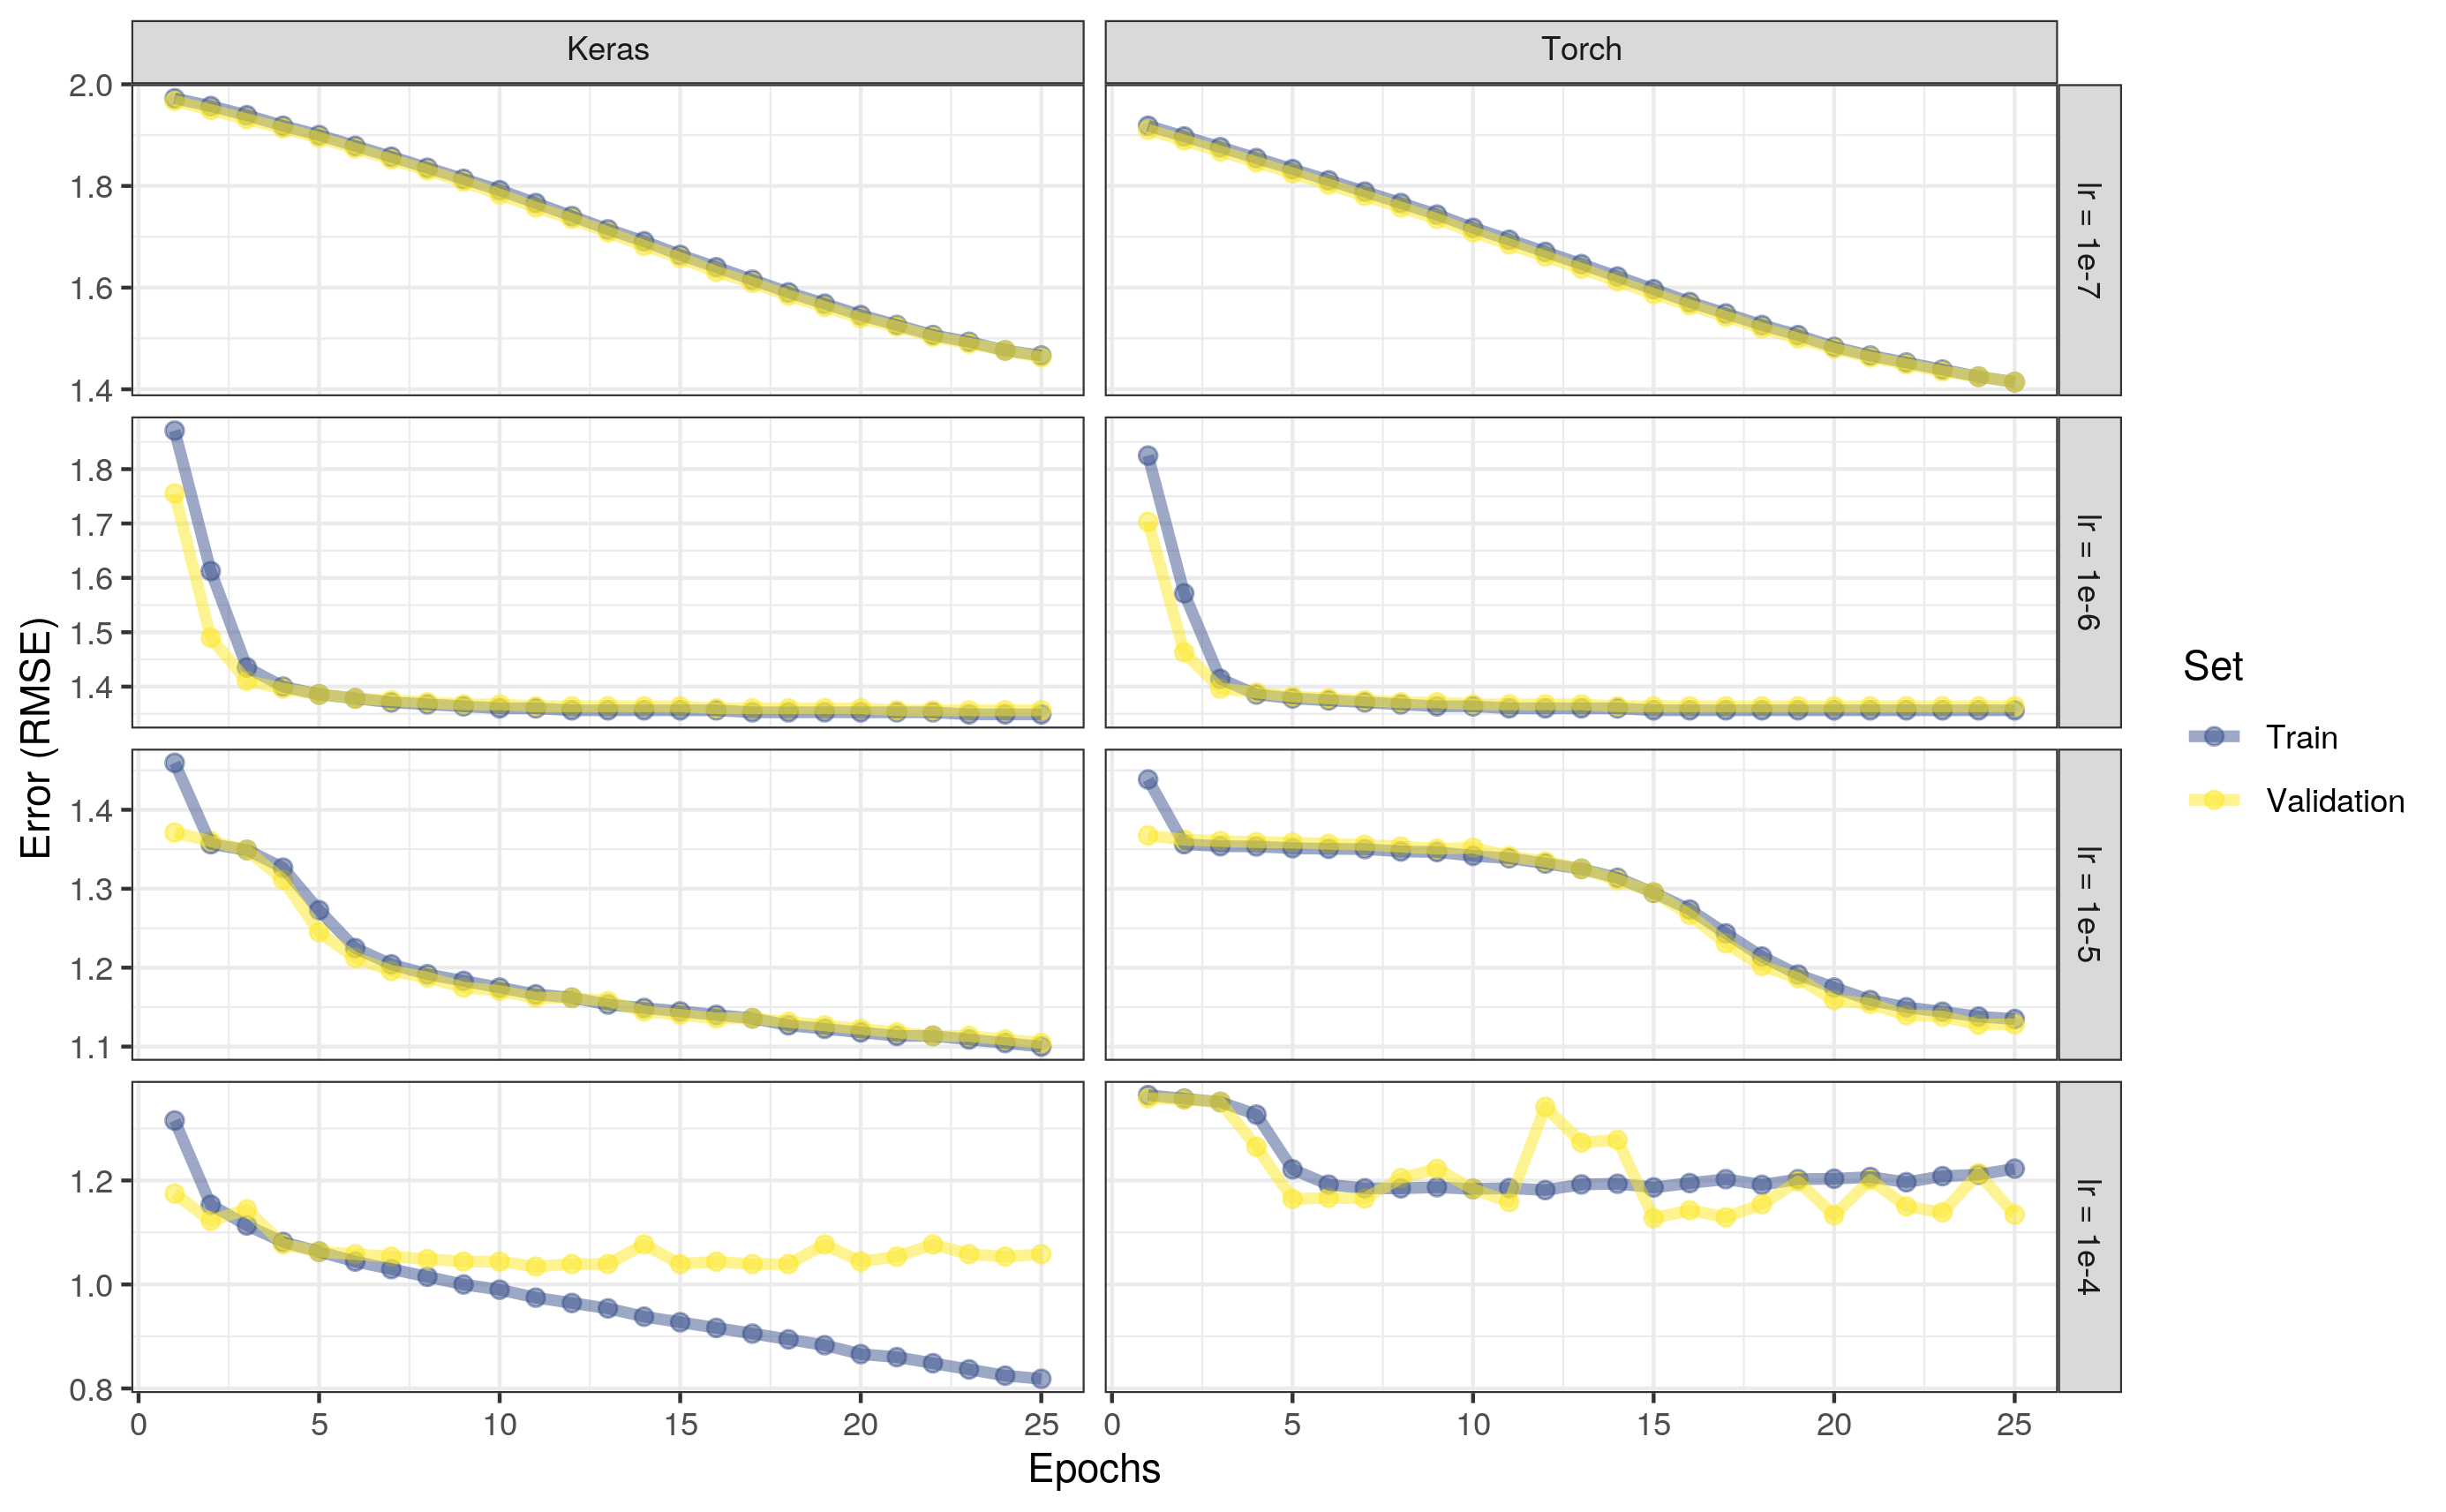 Keras
Torch
2.0
1.8
1.6
1.4
lr = 1e-7
1.8
1.7
1.6
1.5
1.4
lr = 1e-6
1.4
1.3
1.2
1.1
lr = 1e-5
1.2
1.0
0.8
lr = 1e-4
0 5 10 15 20 25
0 5 10 15 20 25
Epochs
Error (RMSE)
Set
Train
Validation